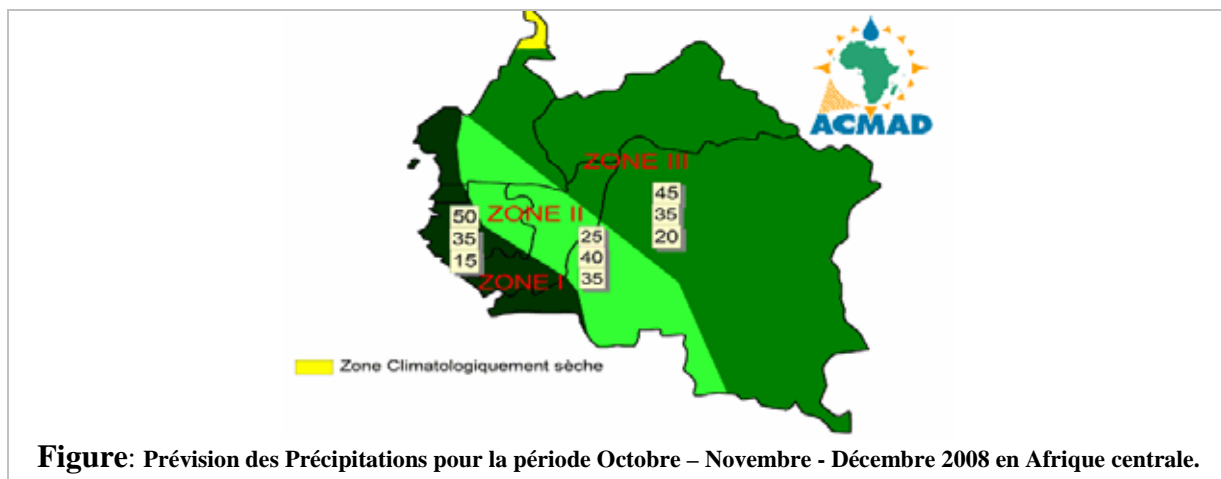 ACMAD
ZONE III
45
35
20
50
35
15
ZONE II
25
40
35
ZONE I
Zone Climatologiquement sèche
Figure: Prévision des Précipitations pour la période Octobre – Novembre - Décembre 2008 en Afrique centrale.